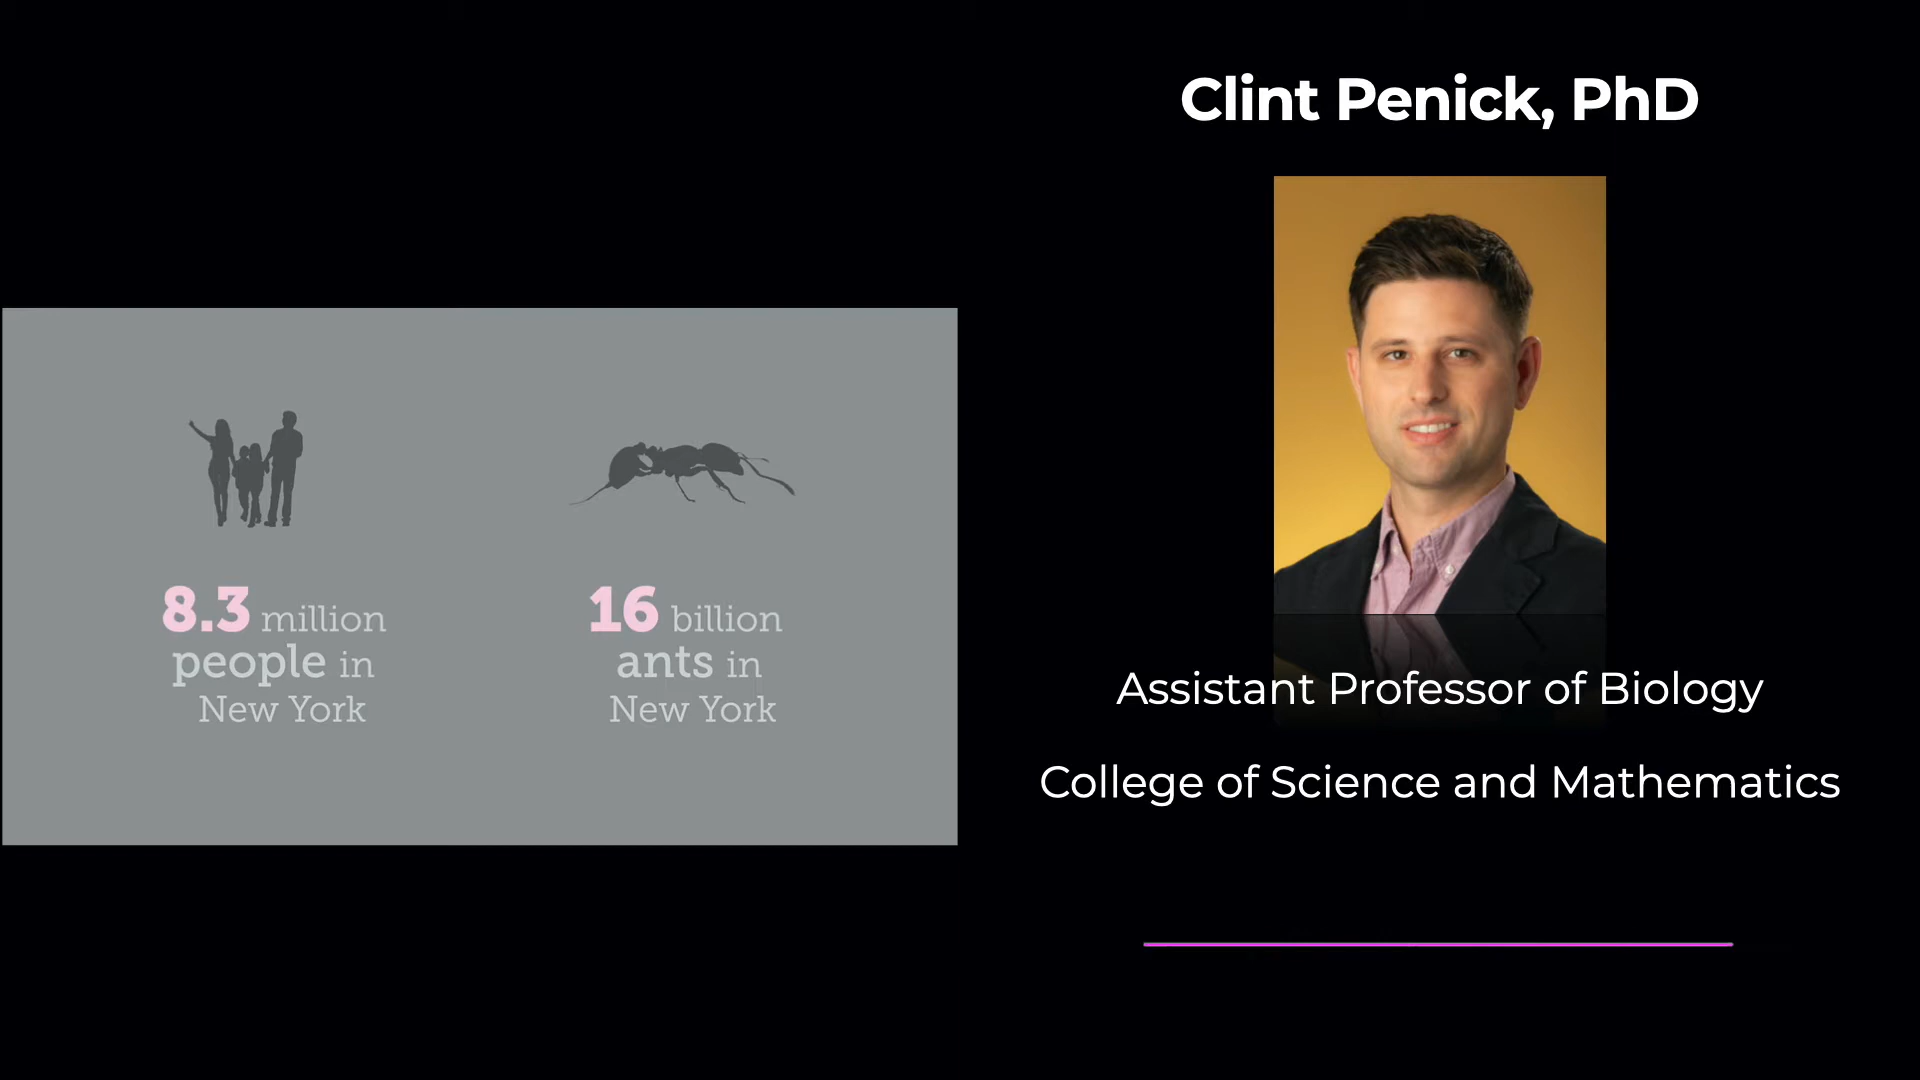 Clint Penick, PhD
8.3 million
people in
New York
16 billion
ants in
New York
Assistant Professor of Biology
College of Science and Mathematics